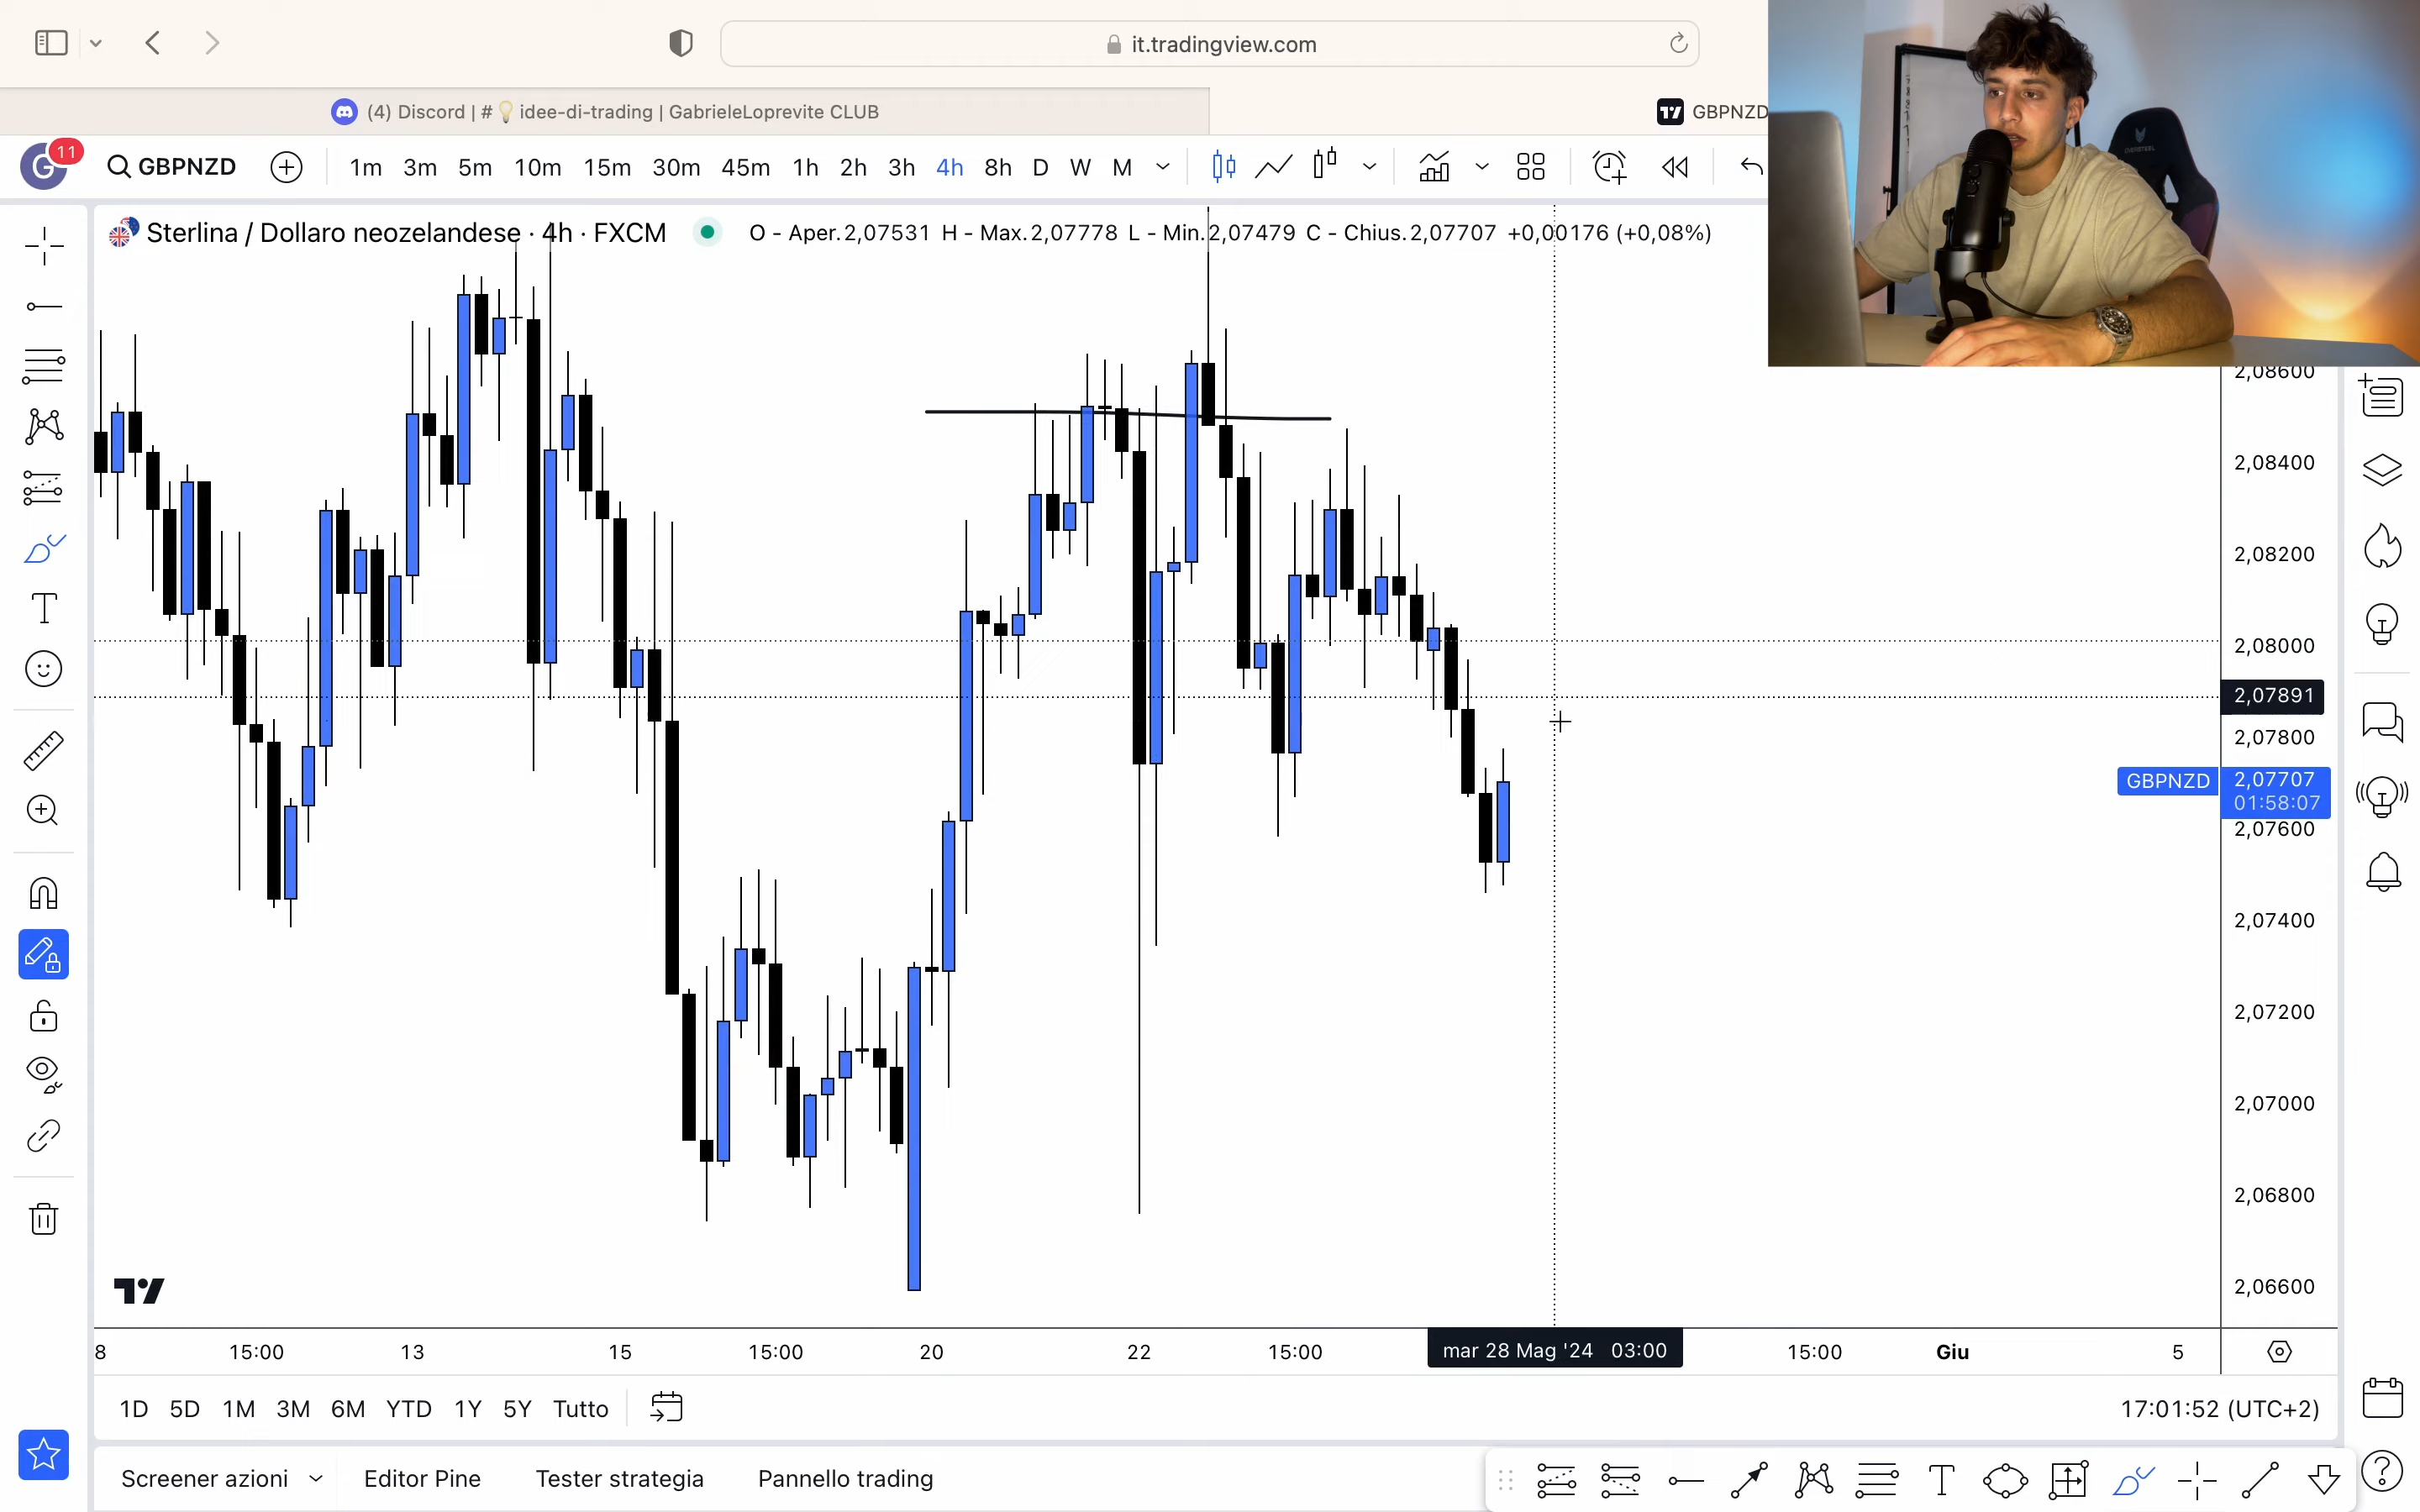 it.tradingview.com
(4) Discord | #💡idee-di-trading | GabrieleLoprevite CLUB
GBPNZD
G 11 GBPNZD 1m 3m 5m 10m 15m 30m 45m 1h 2h 3h 4h 8h D W M
Sterlina / Dollaro neozelandese · 4h · FXCM O - Aper.2,07531 H - Max.2,07778 L - Min.2,07479 C - Chius.2,07707 +0,00176 (+0,08%)
2,08600
2,08400
2,08200
2,08000
2,07891
2,07800
GBPNZD 2,07707
01:58:07
2,07600
2,07400
2,07200
2,07000
2,06800
2,06600
8 15:00 13 15 15:00 20 22 15:00 mar 28 Mag '24 03:00 15:00 Giu 5
1D 5D 1M 3M 6M YTD 1Y 5Y Tutto 17:01:52 (UTC+2)
Screener azioni Editor Pine Tester strategia Pannello trading